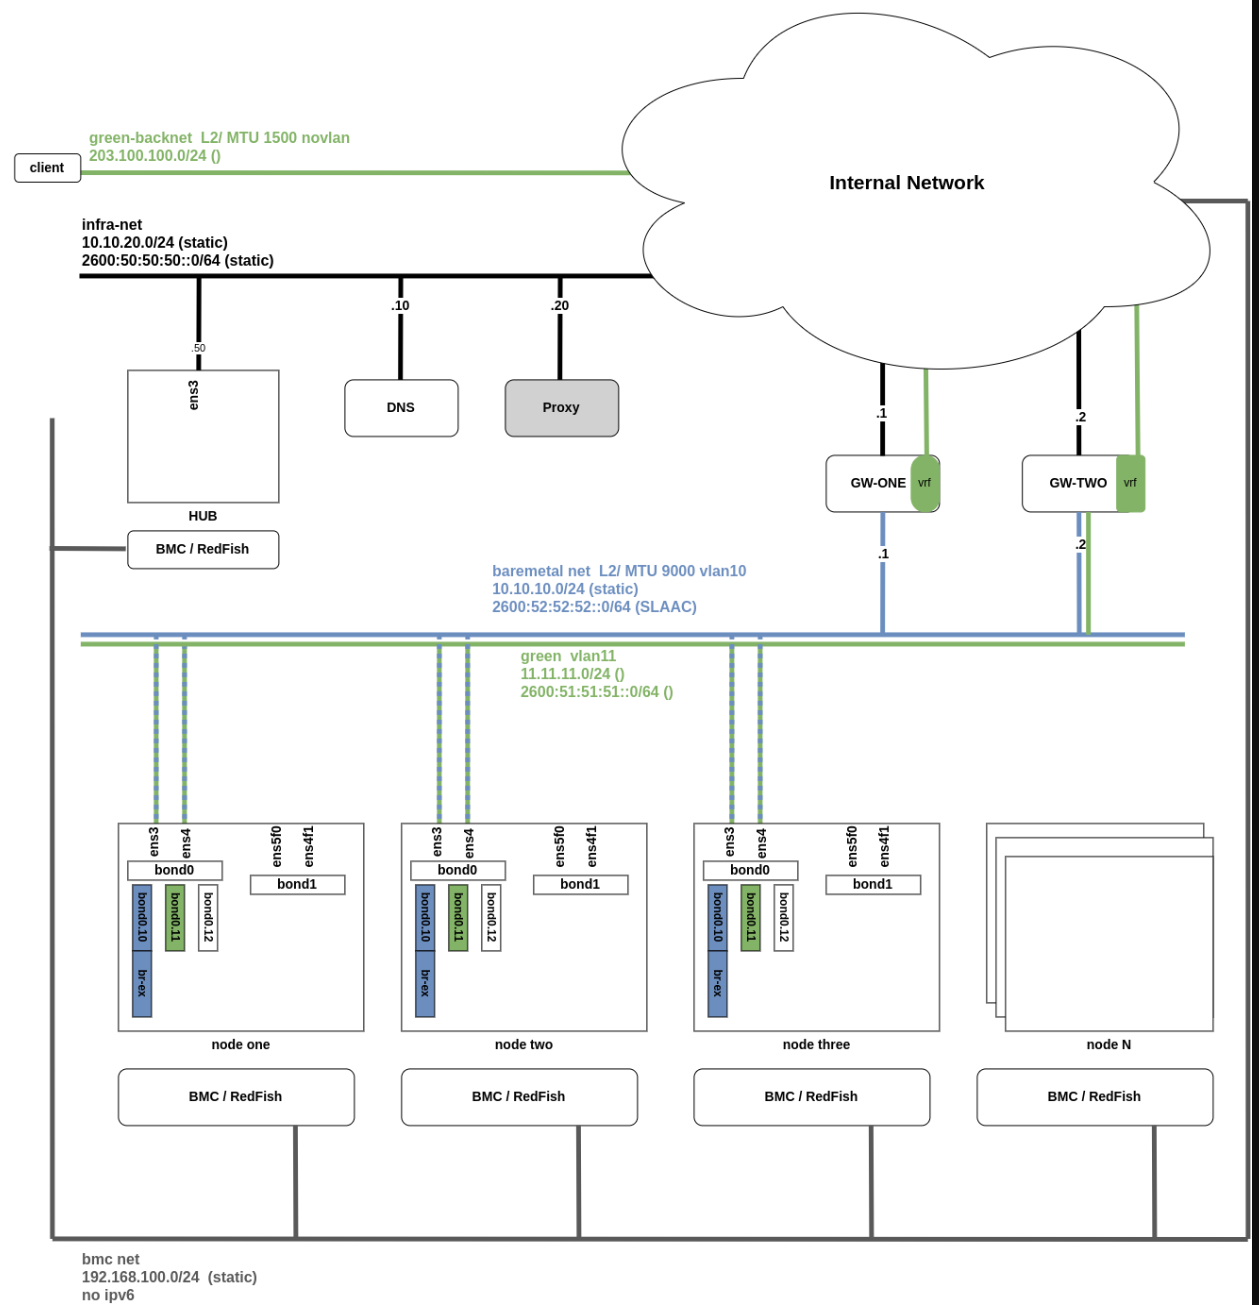 Internal Network
green-backnet  L2/ MTU 1500 novlan
203.100.100.0/24 ()
client
infra-net
10.10.20.0/24 (static)
2600:50:50:50::0/64 (static)
.10
.20
.50
ens3
DNS
Proxy
.1
.2
GW-ONE
vrf
GW-TWO
vrf
HUB
BMC / RedFish
.1
.2
baremetal net  L2/ MTU 9000 vlan10
10.10.10.0/24 (static)
2600:52:52:52::0/64 (SLAAC)
green  vlan11
11.11.11.0/24 ()
2600:51:51:51::0/64 ()
ens3
ens4
ens5f0
ens4f1
bond0
bond1
bond0.10
bond0.11
bond0.12
br-ex
node one
ens3
ens4
ens5f0
ens4f1
bond0
bond1
bond0.10
bond0.11
bond0.12
br-ex
node two
ens3
ens4
ens5f0
ens4f1
bond0
bond1
bond0.10
bond0.11
bond0.12
br-ex
node three
node N
BMC / RedFish
BMC / RedFish
BMC / RedFish
BMC / RedFish
bmc net
192.168.100.0/24  (static)
no ipv6